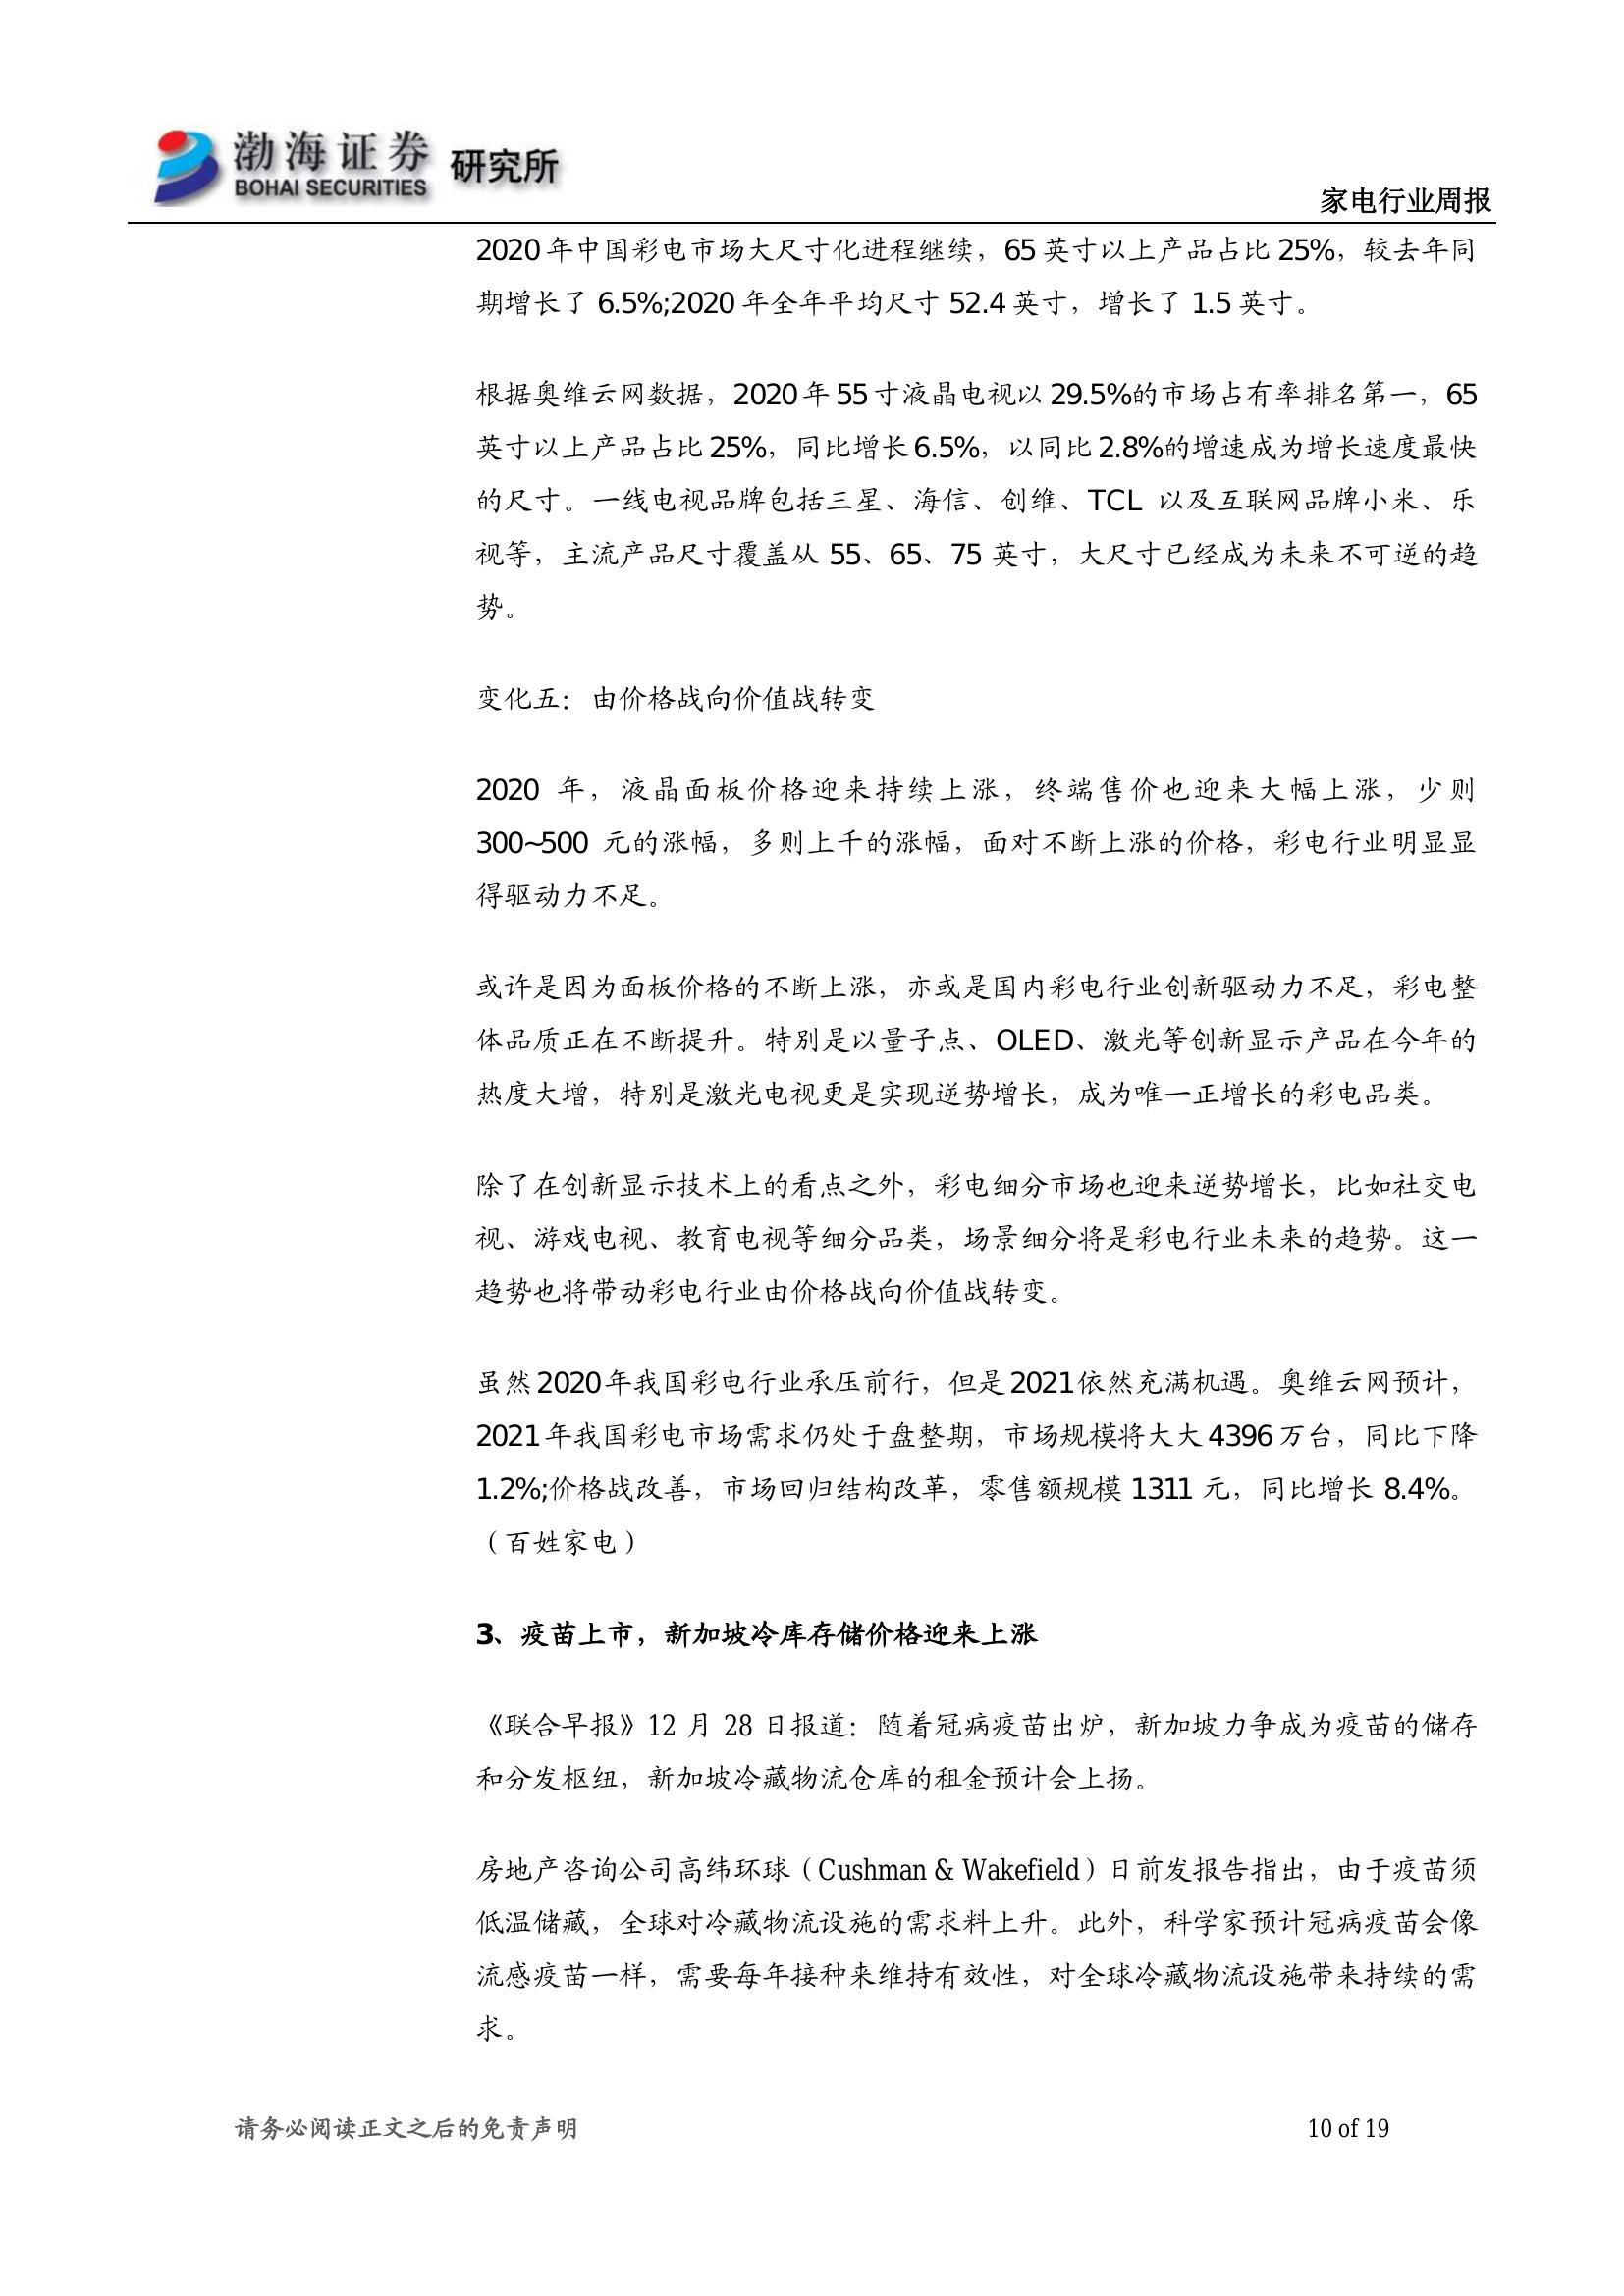 渤海证券
BOHAI SECURITIES
研究所
家电行业周报
2020年中国彩电市场大尺寸化进程继续，65英寸以上产品占比25%，较去年同
期增长了6.5%;2020年全年平均尺寸52.4英寸，增长了1.5英寸。
根据奥维云网数据，2020年55寸液晶电视以29.5%的市场占有率排名第一，65
英寸以上产品占比25%，同比增长6.5%，以同比2.8%的增速成为增长速度最快
的尺寸。一线电视品牌包括三星、海信、创维、TCL 以及互联网品牌小米、乐
视等，主流产品尺寸覆盖从 55、65、75 英寸，大尺寸已经成为未来不可逆的趋
势。
变化五：由价格战向价值战转变
2020 年，液晶面板价格迎来持续上涨，终端售价也迎来大幅上涨，少则
300~500 元的涨幅，多则上千的涨幅，面对不断上涨的价格，彩电行业明显显
得驱动力不足。
或许是因为面板价格的不断上涨，亦或是国内彩电行业创新驱动力不足，彩电整
体品质正在不断提升。特别是以量子点、OLED、激光等创新显示产品在今年的
热度大增，特别是激光电视更是实现逆势增长，成为唯一正增长的彩电品类。
除了在创新显示技术上的看点之外，彩电细分市场也迎来逆势增长，比如社交电
视、游戏电视、教育电视等细分品类，场景细分将是彩电行业未来的趋势。这一
趋势也将带动彩电行业由价格战向价值战转变。
虽然2020年我国彩电行业承压前行，但是2021依然充满机遇。奥维云网预计，
2021年我国彩电市场需求仍处于盘整期，市场规模将大大4396万台，同比下降
1.2%;价格战改善，市场回归结构改革，零售额规模 1311 元，同比增长 8.4%。
（百姓家电）
3、疫苗上市，新加坡冷库存储价格迎来上涨
《联合早报》12 月 28 日报道：随着冠病疫苗出炉，新加坡力争成为疫苗的储存
和分发枢纽，新加坡冷藏物流仓库的租金预计会上扬。
房地产咨询公司高纬环球（Cushman & Wakefield）日前发报告指出，由于疫苗须
低温储藏，全球对冷藏物流设施的需求料上升。此外，科学家预计冠病疫苗会像
流感疫苗一样，需要每年接种来维持有效性，对全球冷藏物流设施带来持续的需
求。
请务必阅读正文之后的免责声明
10 of 19